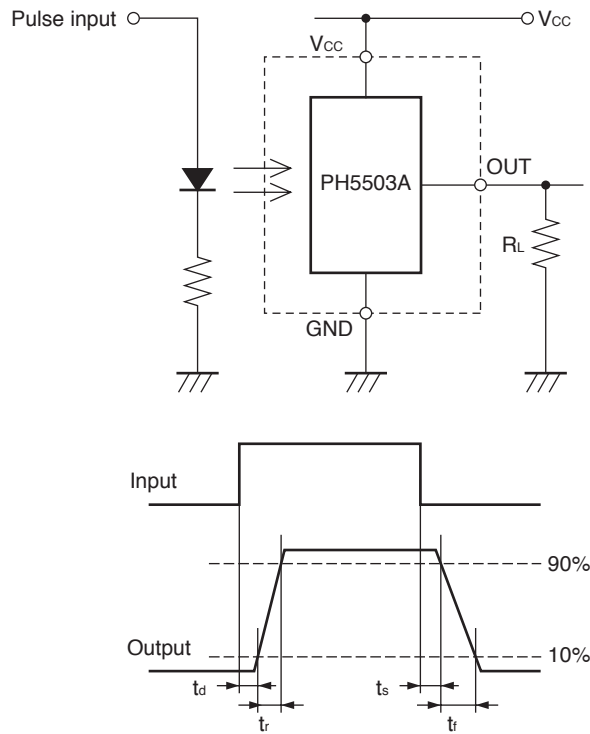 Pulse input
VCC
VCC
PH5503A
OUT
RL
GND
Input
90%
Output
10%
td
ts
tr
tf